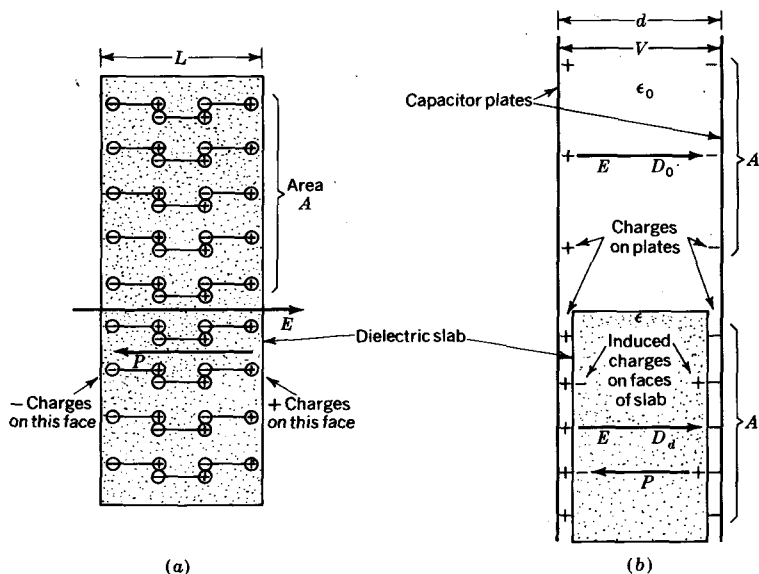 L
Area
A
E
P
− Charges
on this face
+ Charges
on this face
Dielectric slab
(a)
d
V
+
−
ϵ₀
Capacitor plates
+
E
D₀
−
A
Charges
on plates
+
−
ϵ
+
Induced
charges
on faces
of slab
+
−
+
A
+
E
D_d
+
−
P
+
+
(b)